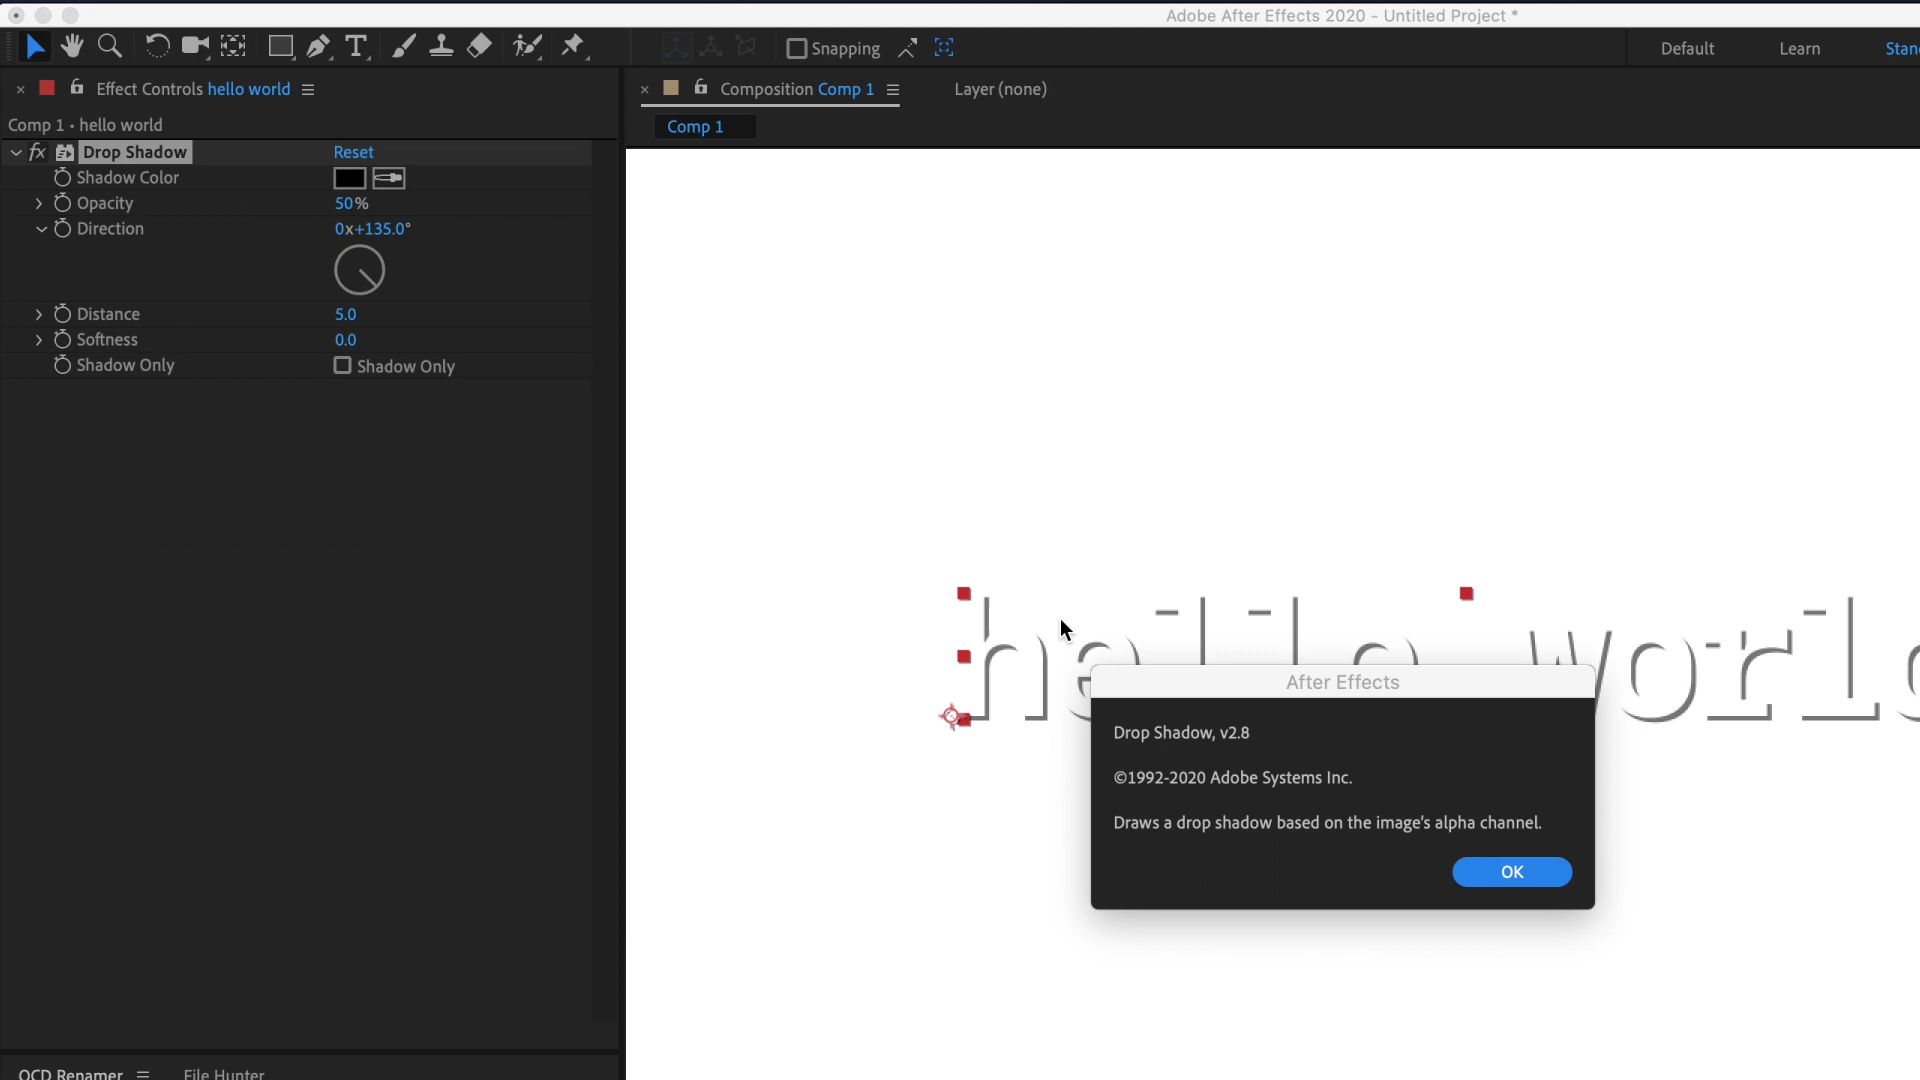 Adobe After Effects 2020 - Untitled Project *
Snapping
Default
Learn
Effect Controls hello world
Composition Comp 1
Layer (none)
Comp 1 • hello world
Comp 1
fx Drop Shadow
Reset
Shadow Color
Opacity
50%
Direction
0x+135.0°
Distance
5.0
Softness
0.0
Shadow Only
Shadow Only
hello world
After Effects
Drop Shadow, v2.8
©1992-2020 Adobe Systems Inc.
Draws a drop shadow based on the image's alpha channel.
OK
OCD Renamer
File Hunter